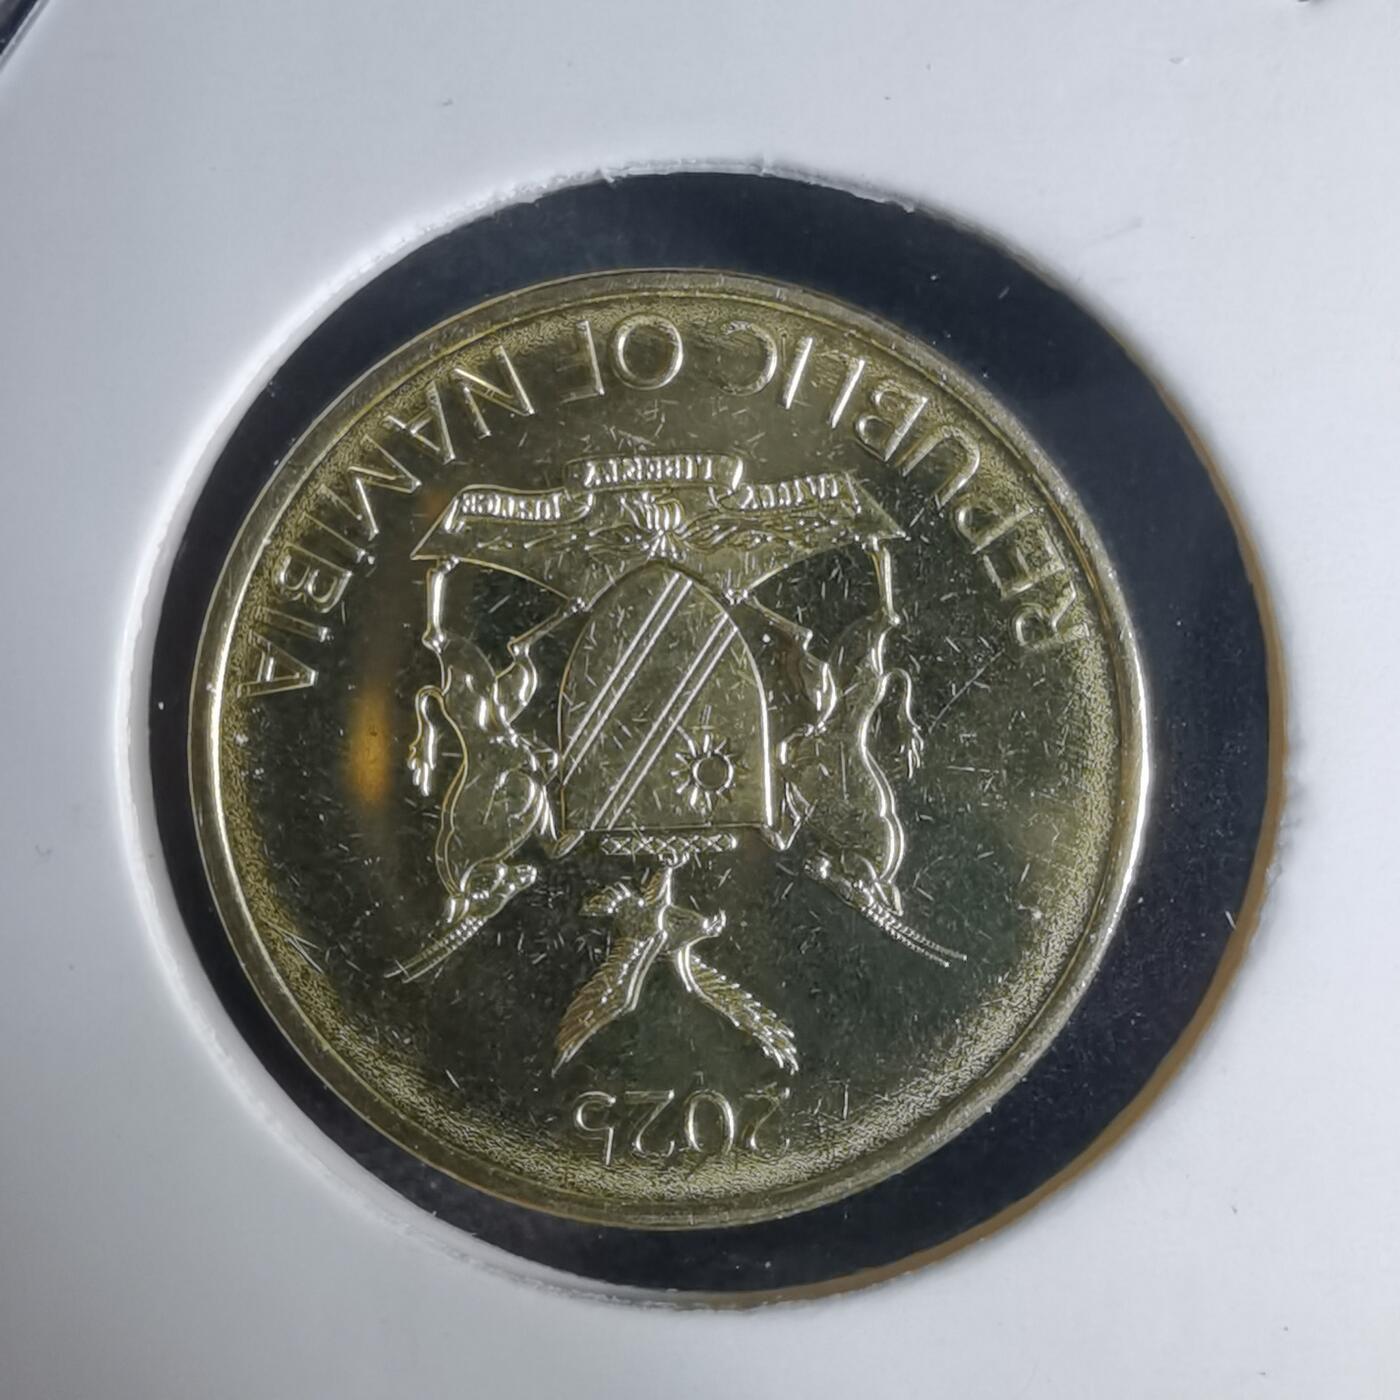 2025
UNITY LIBERTY JUSTICE
REPUBLIC OF NAMIBIA